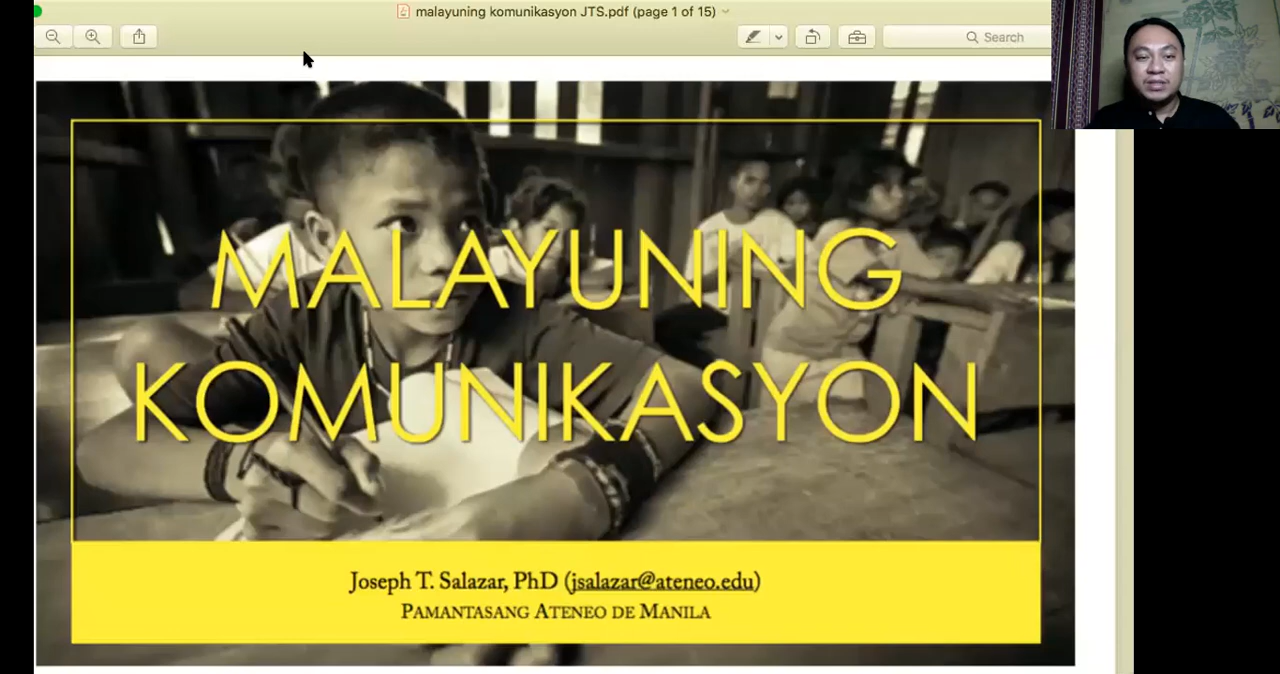 malayuning komunikasyon JTS.pdf (page 1 of 15)
Search
MALAYUNING
KOMUNIKASYON
Joseph T. Salazar, PhD (jsalazar@ateneo.edu)
PAMANTASANG ATENEO DE MANILA